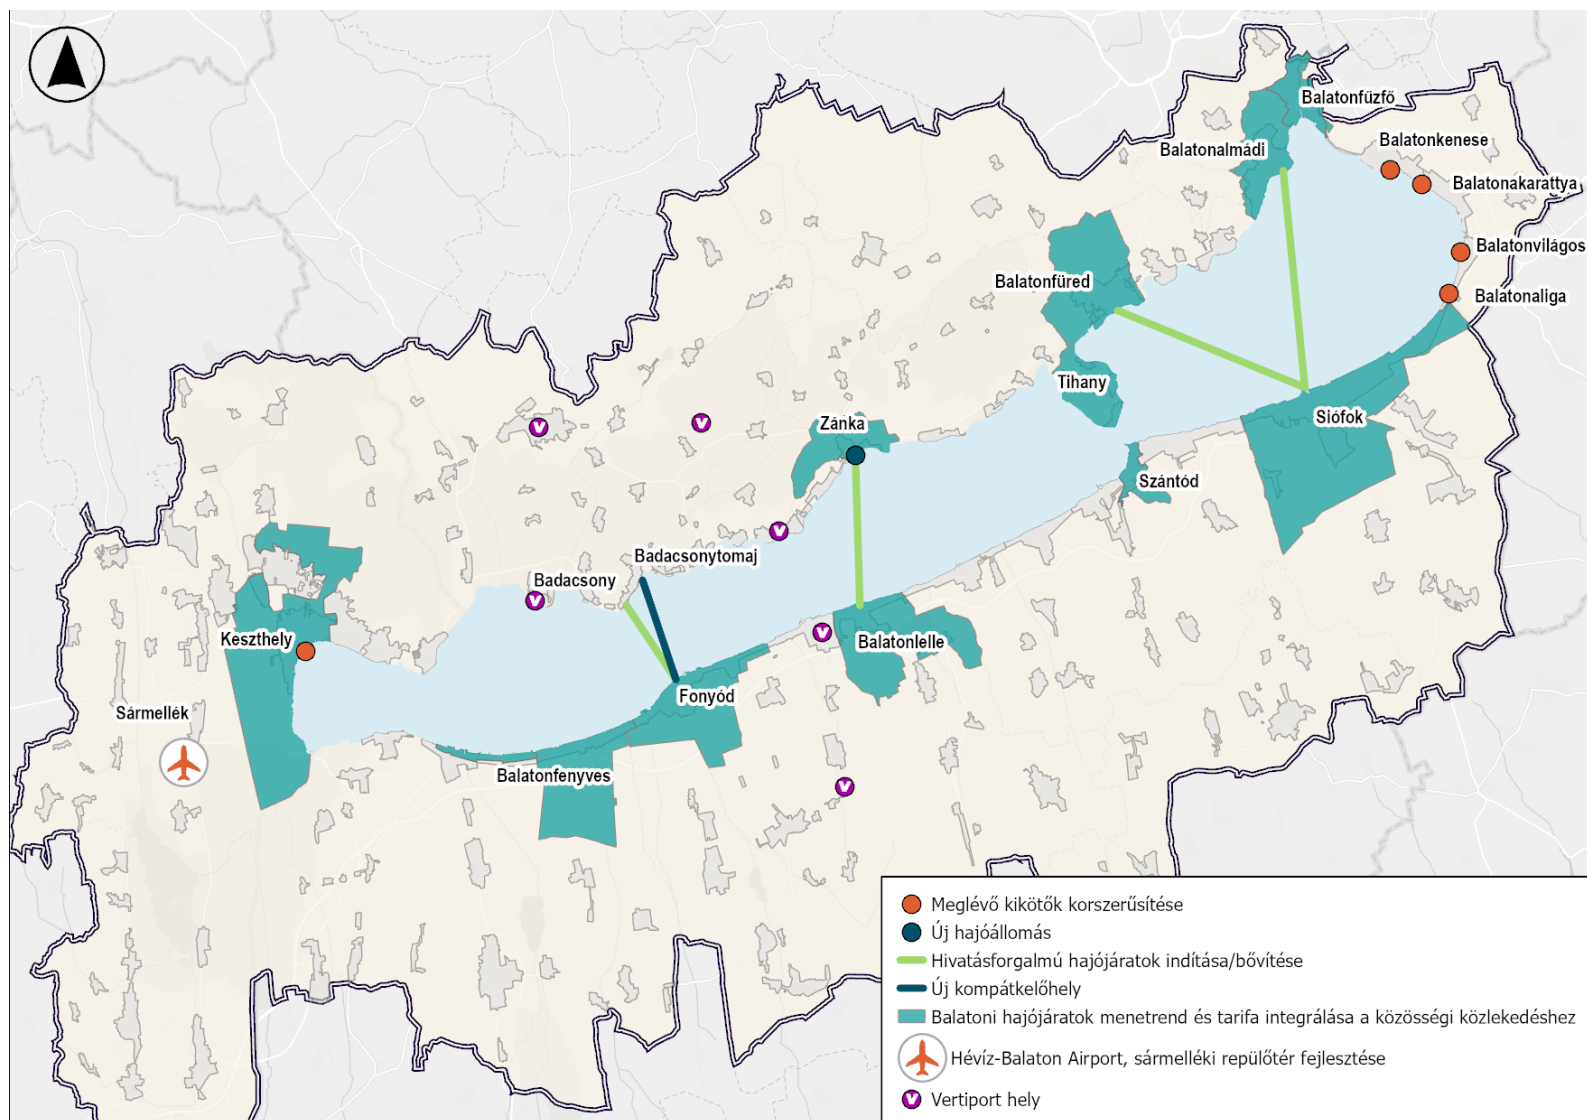 Balatonfűzfő
Balatonkenese
Balatonalmádi
Balatonakarattya
Balatonvilágos
Balatonfüred
Balatonaliga
Tihany
Siófok
Zánka
Szántód
Badacsonytomaj
Badacsony
Keszthely
Balatonlelle
Fonyód
Sármellék
Balatonfenyves
V
V
V
V
V
V
Meglévő kikötők korszerűsítése
Új hajóállomás
Hivatásforgalmú hajójáratok indítása/bővítése
Új kompátkelőhely
Balatoni hajójáratok menetrend és tarifa integrálása a közösségi közlekedéshez
Hévíz-Balaton Airport, sármelléki repülőtér fejlesztése
V Vertiport hely